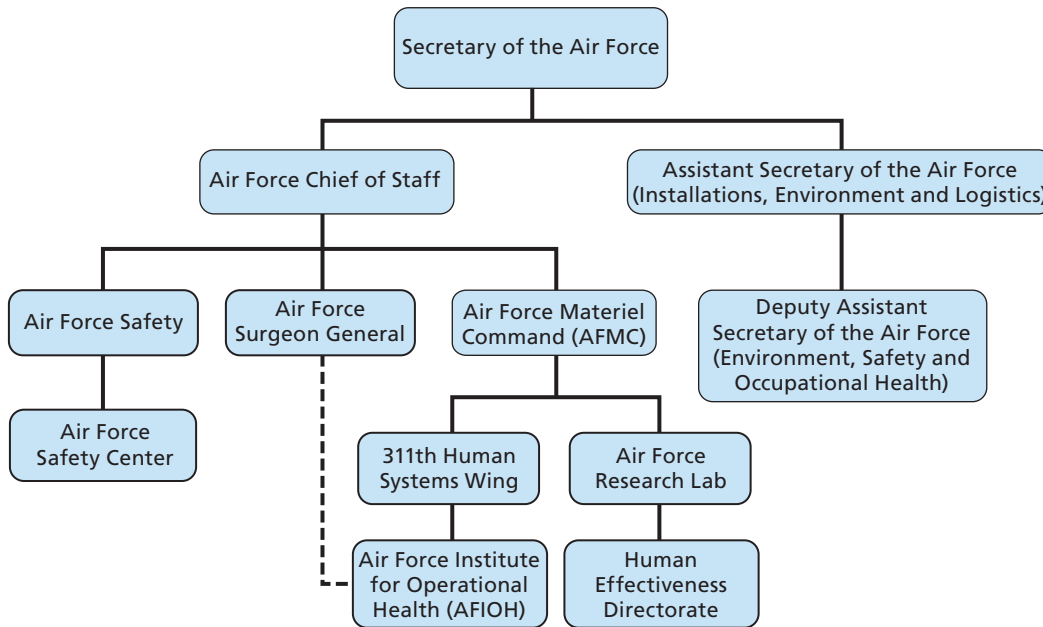 Secretary of the Air Force
Air Force Chief of Staff
Assistant Secretary of the Air Force
(Installations, Environment and Logistics)
Air Force Safety
Air Force
Surgeon General
Air Force Materiel
Command (AFMC)
Deputy Assistant
Secretary of the Air Force
(Environment, Safety and
Occupational Health)
Air Force
Safety Center
311th Human
Systems Wing
Air Force
Research Lab
Air Force Institute
for Operational
Health (AFIOH)
Human
Effectiveness
Directorate